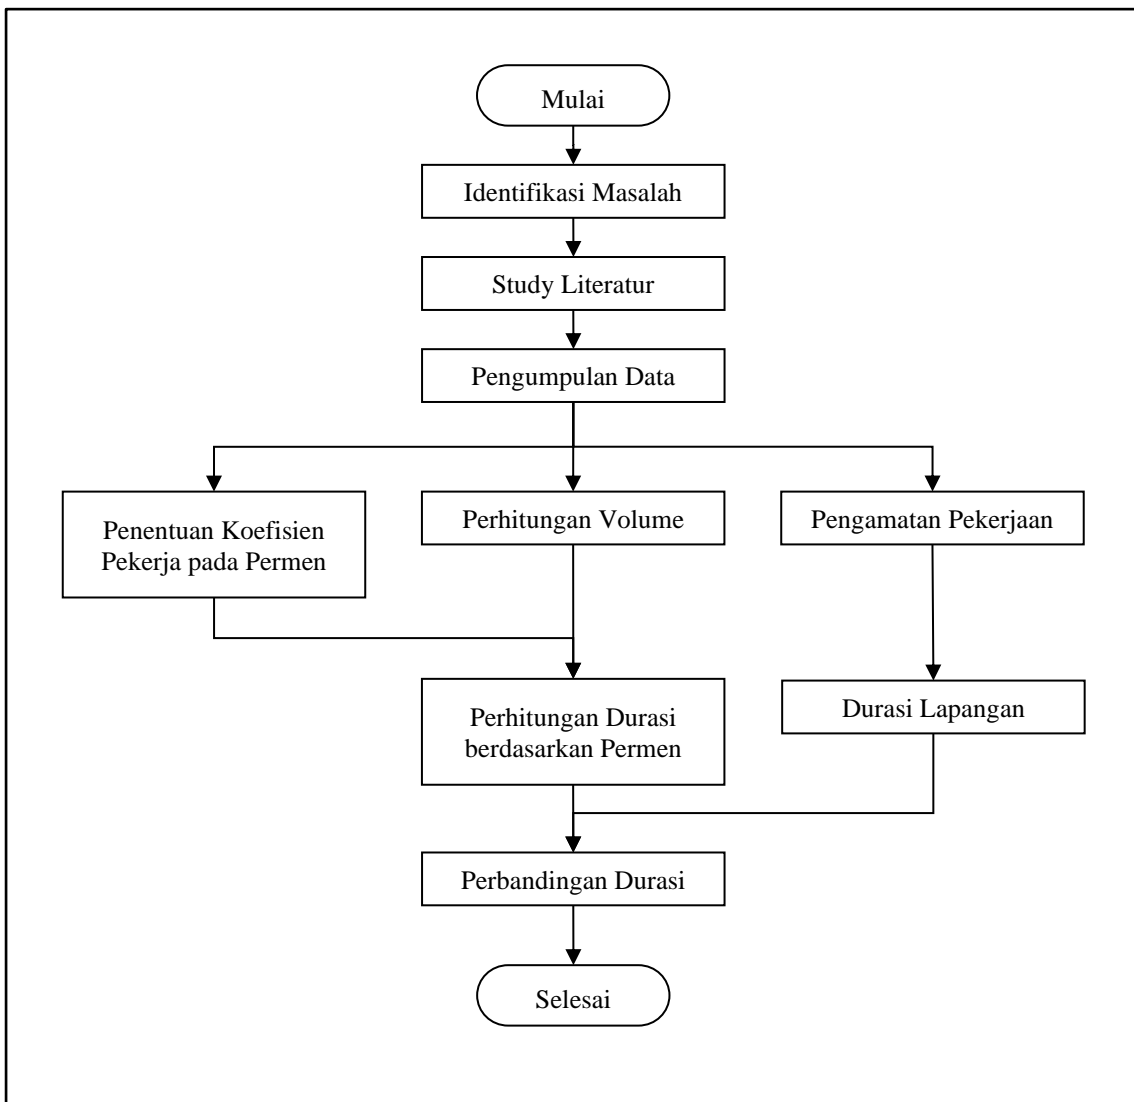 Mulai
Identifikasi Masalah
Study Literatur
Pengumpulan Data
Penentuan Koefisien
Pekerja pada Permen
Perhitungan Volume
Pengamatan Pekerjaan
Perhitungan Durasi
berdasarkan Permen
Durasi Lapangan
Perbandingan Durasi
Selesai